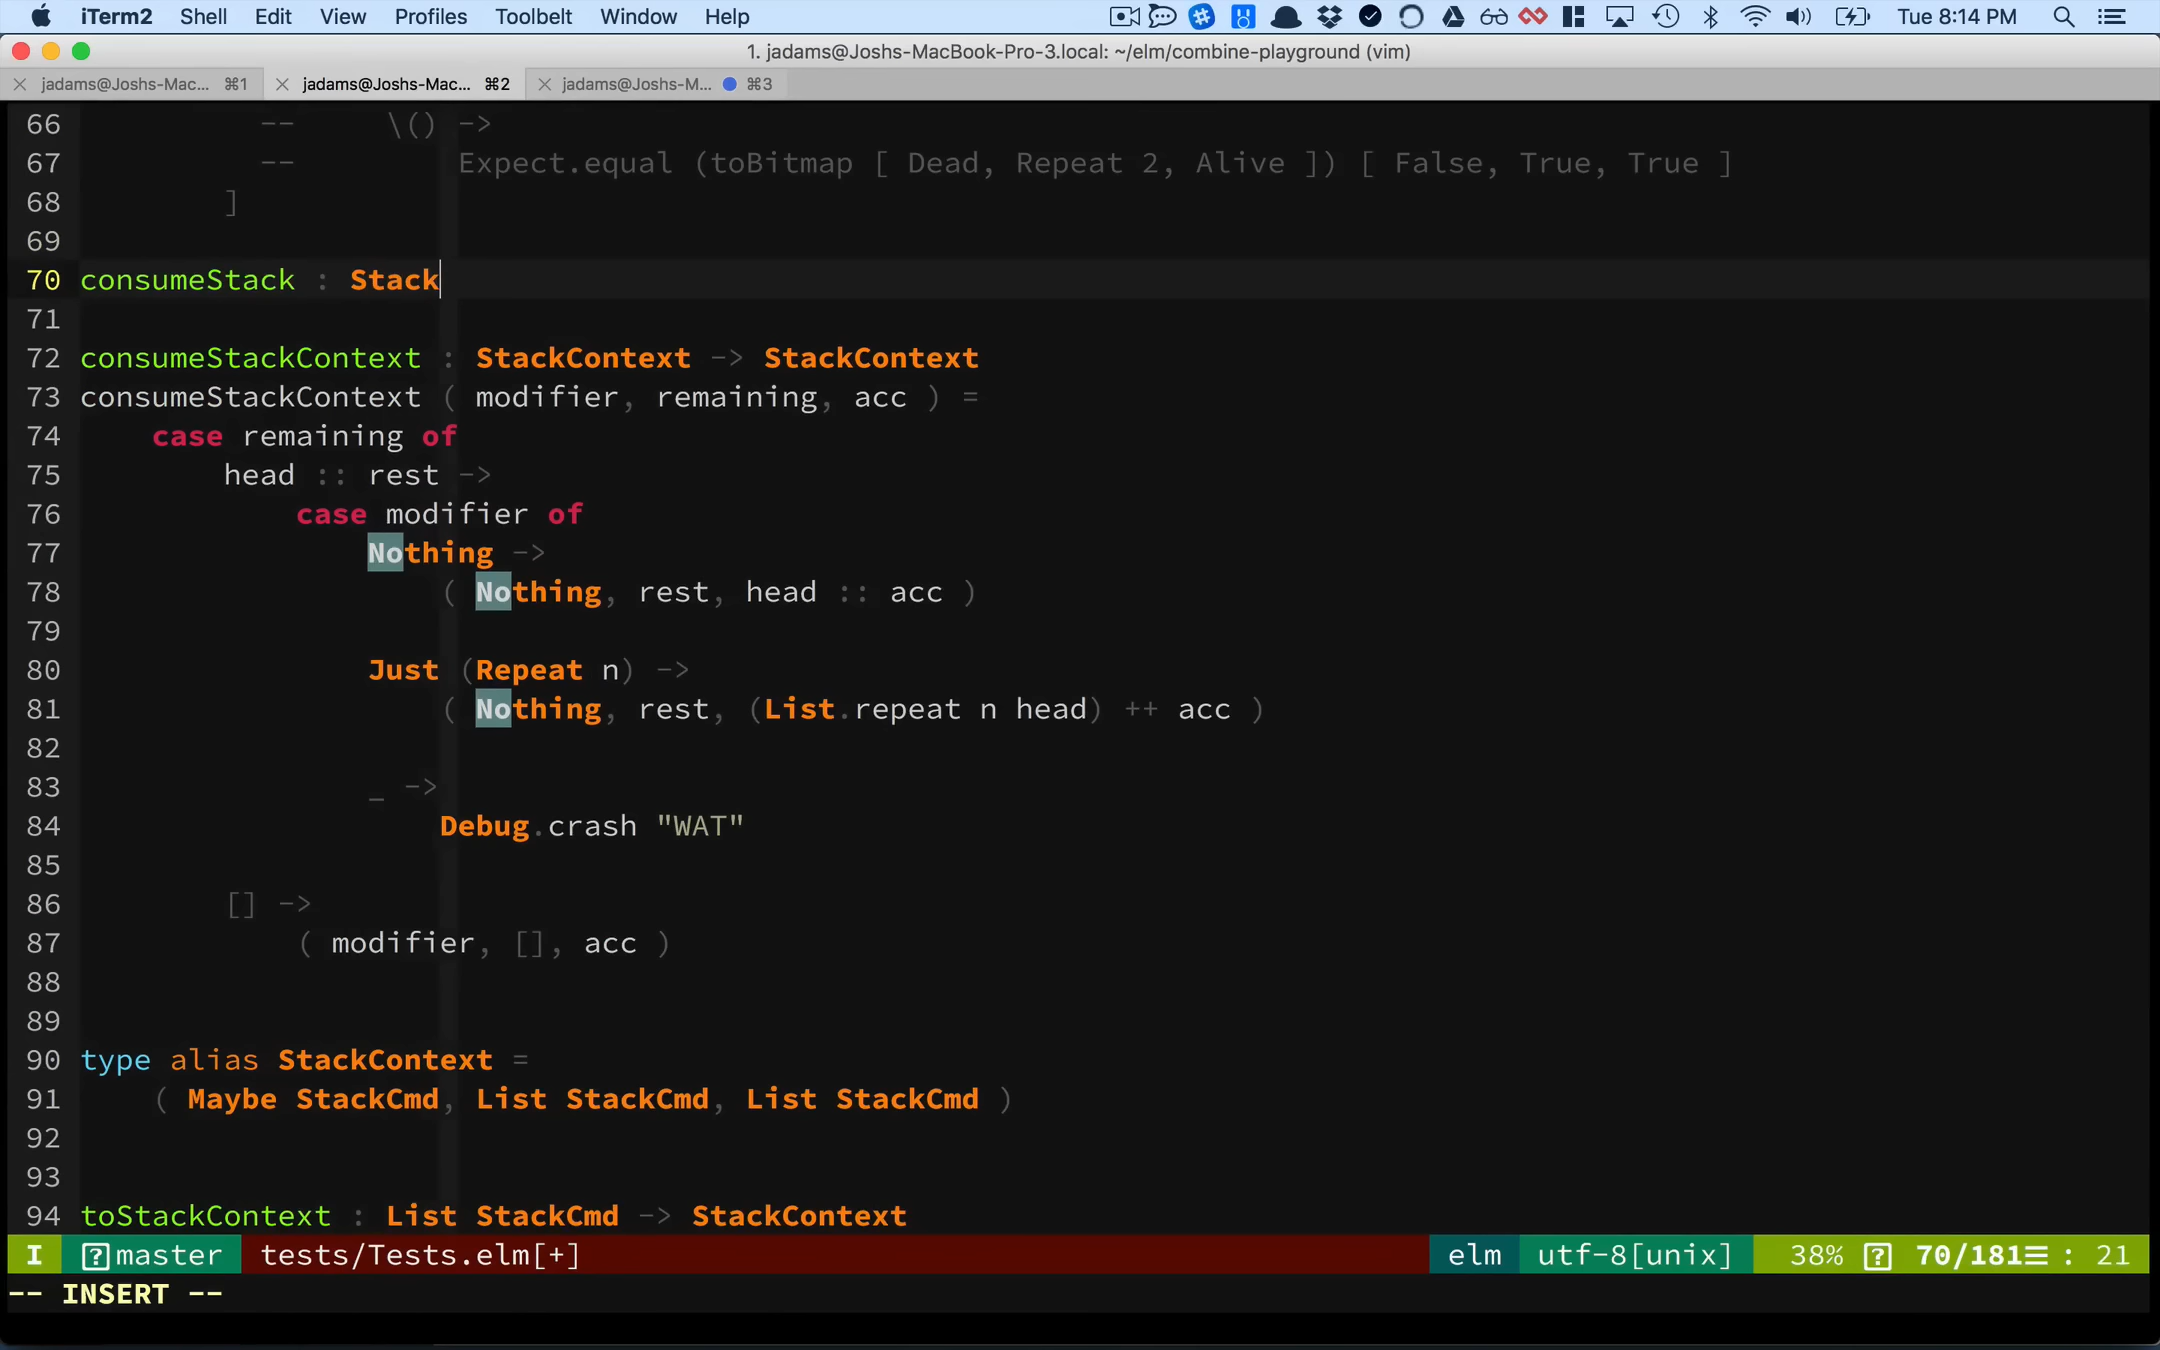 iTerm2 Shell Edit View Profiles Toolbelt Window Help Tue 8:14 PM
1. jadams@Joshs-MacBook-Pro-3.local: ~/elm/combine-playground (vim)
jadams@Joshs-Mac... ⌘1 jadams@Joshs-Mac... ⌘2 jadams@Joshs-M... ⌘3
66 -- \() ->
67 -- Expect.equal (toBitmap [ Dead, Repeat 2, Alive ]) [ False, True, True ]
68 ]
69
70 consumeStack : Stack
71
72 consumeStackContext : StackContext -> StackContext
73 consumeStackContext ( modifier, remaining, acc ) =
74 case remaining of
75 head :: rest ->
76 case modifier of
77 Nothing ->
78 ( Nothing, rest, head :: acc )
79
80 Just (Repeat n) ->
81 ( Nothing, rest, (List.repeat n head) ++ acc )
82
83 _ ->
84 Debug.crash "WAT"
85
86 [] ->
87 ( modifier, [], acc )
88
89
90 type alias StackContext =
91 ( Maybe StackCmd, List StackCmd, List StackCmd )
92
93
94 toStackContext : List StackCmd -> StackContext
I master tests/Tests.elm[+] elm utf-8[unix] 38% 70/181☰ : 21
-- INSERT --